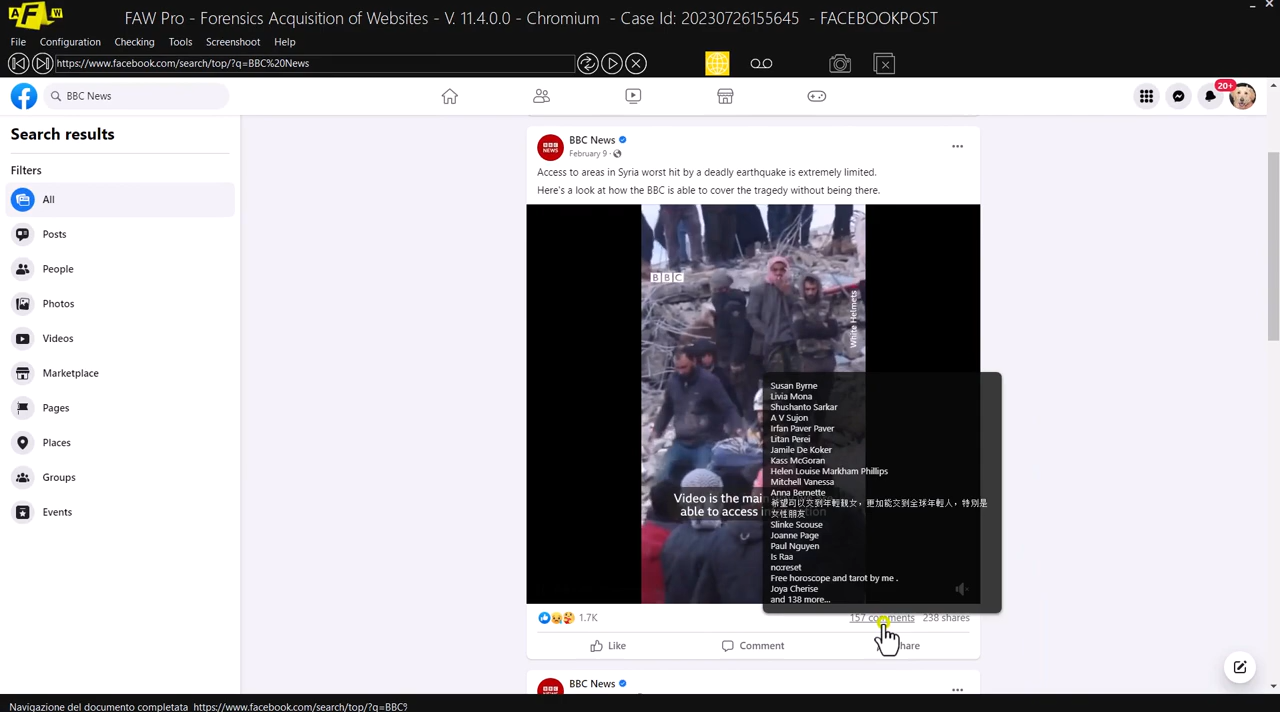 FAW
FAW Pro - Forensics Acquisition of Websites - V. 11.4.0.0 - Chromium - Case Id: 20230726155645 - FACEBOOKPOST
File Configuration Checking Tools Screenshot Help
https://www.facebook.com/search/top/?q=BBC%20News
BBC News
20+
Search results
Filters
All
Posts
People
Photos
Videos
Marketplace
Pages
Places
Groups
Events
BBC News
February 9 ·
Access to areas in Syria worst hit by a deadly earthquake is extremely limited.
Here's a look at how the BBC is able to cover the tragedy without being there.
BBC
White Helmets
Video is the mai
able to access in
Susan Byrne
Livia Mona
Shushanto Sarkar
A V Sujon
Irfan Paver Paver
Litan Perei
Jamile De Koker
Kass McGoran
Helen Louise Markham Phillips
Mitchell Vanessa
Anna Bernette
希望可以交到年輕靚女，更加能交到全球年輕人，特別是
女性朋友
Slinke Scouse
Joanne Page
Paul Nguyen
Is Raa
no:reset
Free horoscope and tarot by me .
Joya Cherise
and 138 more...
1.7K
157 comments 238 shares
Like Comment hare
BBC News
Navigazione del documento completata https://www.facebook.com/search/top/?q=BBC%